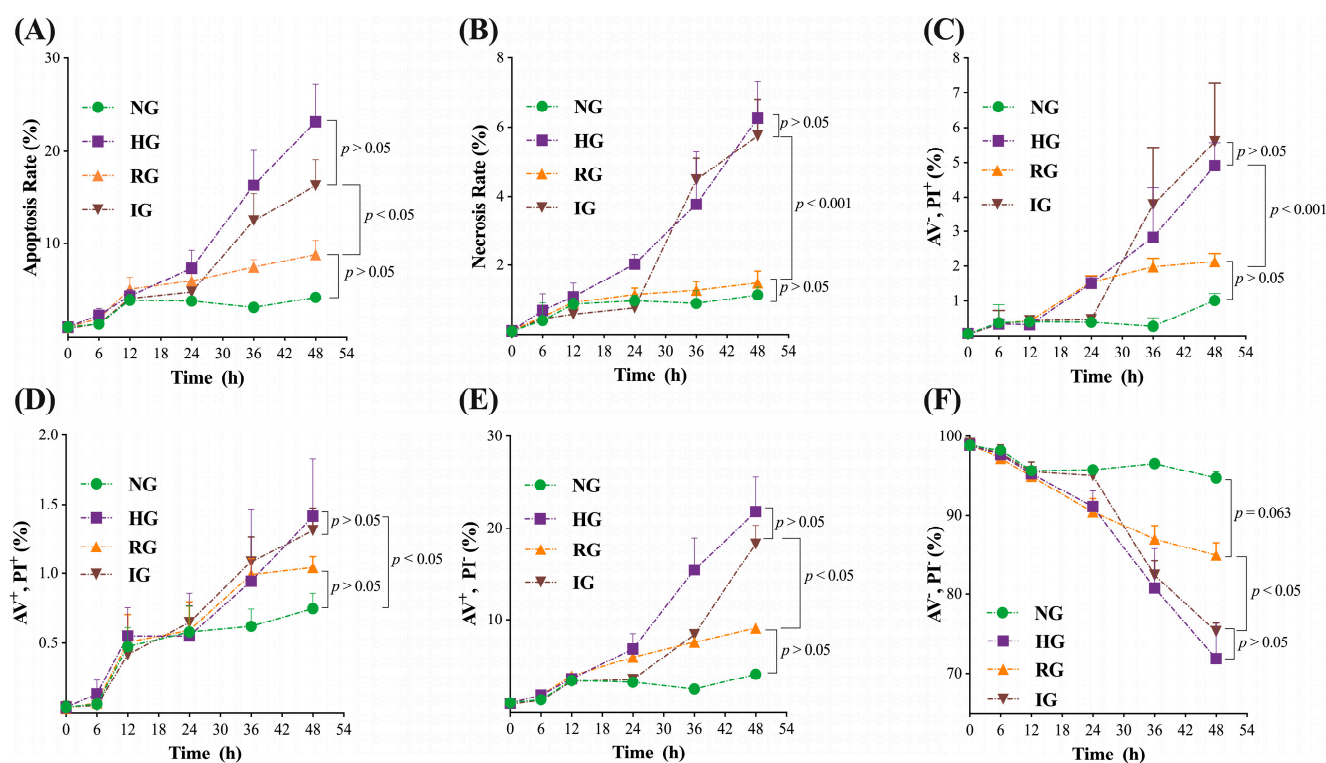 (A)
Apoptosis Rate (%)
30
20
10
0 6 12 18 24 30 36 42 48 54
Time (h)
NG
HG
RG
IG
p > 0.05
p < 0.05
p > 0.05
(B)
Necrosis Rate (%)
8
6
4
2
0 6 12 18 24 30 36 42 48 54
Time (h)
NG
HG
RG
IG
p > 0.05
p < 0.001
p > 0.05
(C)
AV⁻, PI⁺ (%)
8
7
6
5
4
3
2
1
0 6 12 18 24 30 36 42 48 54
Time (h)
NG
HG
RG
IG
p > 0.05
p < 0.001
p > 0.05
(D)
AV⁺, PI⁺ (%)
2.0
1.5
1.0
0.5
0 6 12 18 24 30 36 42 48 54
Time (h)
NG
HG
RG
IG
p > 0.05
p < 0.05
p > 0.05
(E)
AV⁺, PI⁻ (%)
30
20
10
0 6 12 18 24 30 36 42 48 54
Time (h)
NG
HG
RG
IG
p > 0.05
p < 0.05
p > 0.05
(F)
AV⁻, PI⁻ (%)
100
90
80
70
0 6 12 18 24 30 36 42 48 54
Time (h)
NG
HG
RG
IG
p = 0.063
p < 0.05
p > 0.05